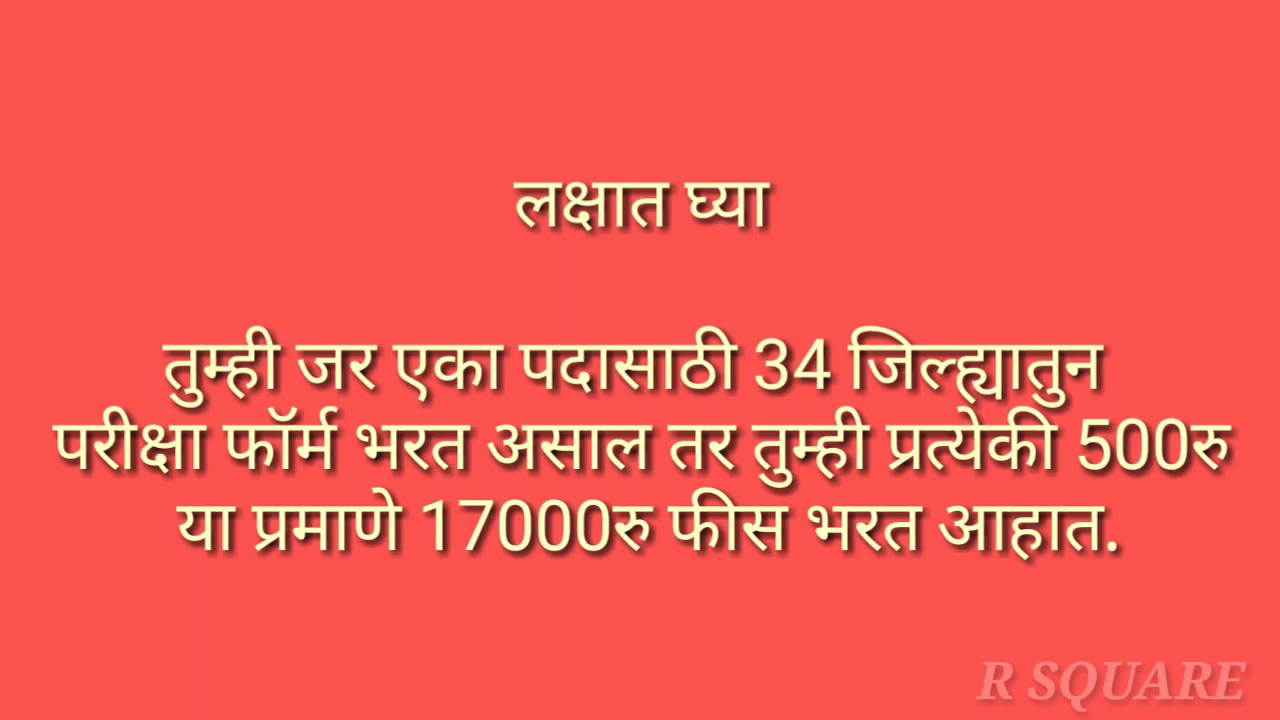 लक्षात घ्या
तुम्ही जर एका पदासाठी 34 जिल्ह्यातुन
परीक्षा फॉर्म भरत असाल तर तुम्ही प्रत्येकी 500रु
या प्रमाणे 17000रु फीस भरत आहात.
R SQUARE